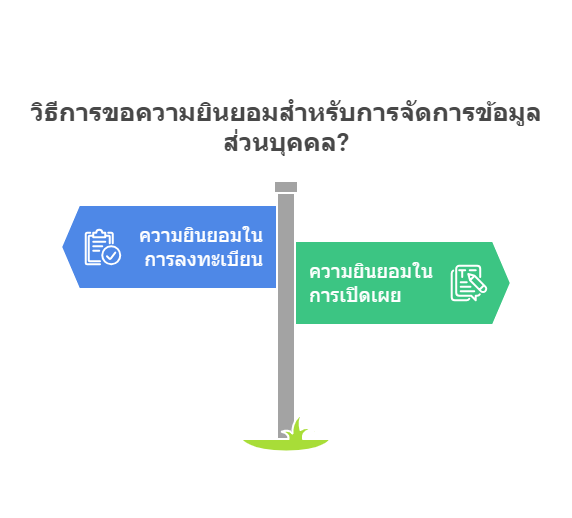 วิธีการขอความยินยอมสำหรับการจัดการข้อมูล
ส่วนบุคคล?
ความยินยอมใน
การลงทะเบียน
ความยินยอมใน
การเปิดเผย